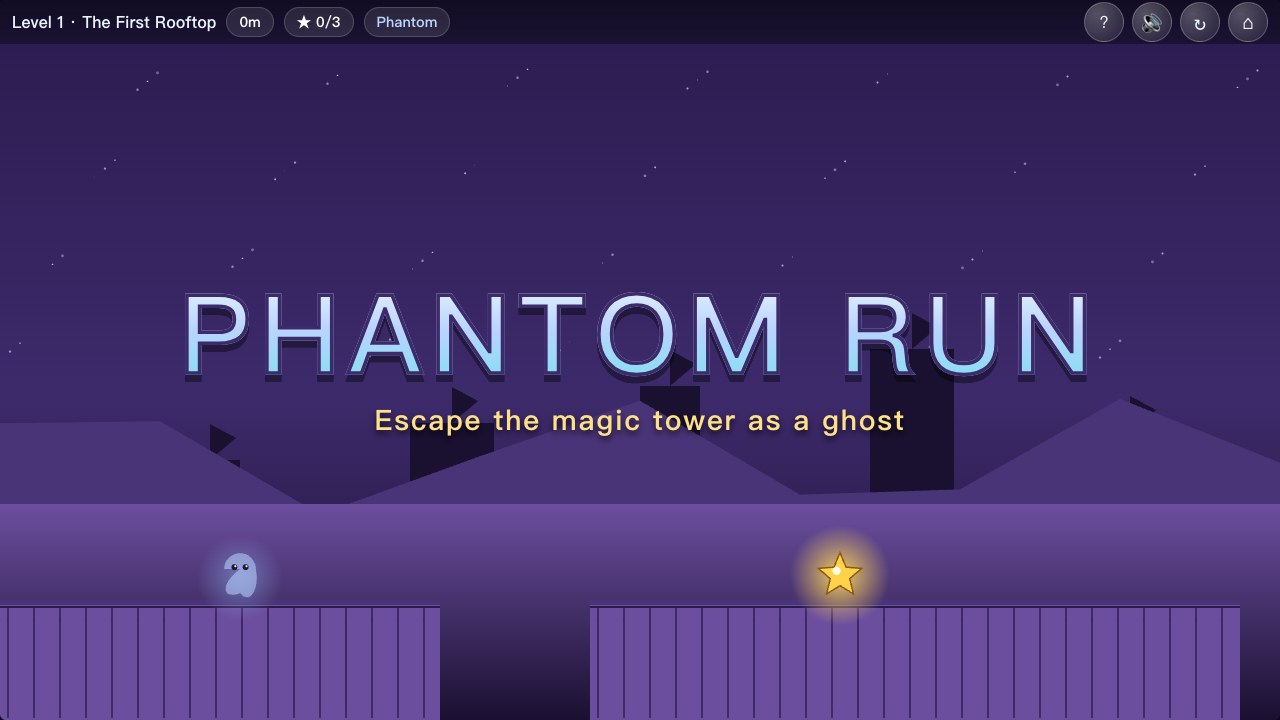 Level 1 · The First Rooftop 0m ★ 0/3 Phantom ?
PHANTOM RUN
Escape the magic tower as a ghost